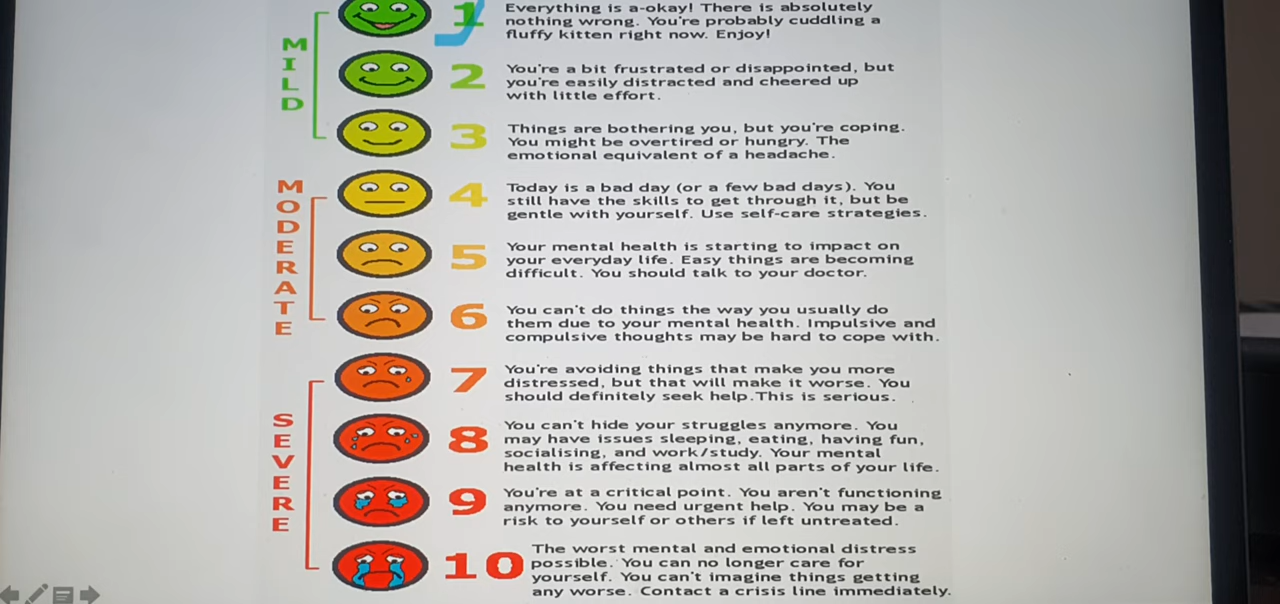 MILD
1
Everything is a-okay! There is absolutely
nothing wrong. You're probably cuddling a
fluffy kitten right now. Enjoy!
2
You're a bit frustrated or disappointed, but
you're easily distracted and cheered up
with little effort.
3
Things are bothering you, but you're coping.
You might be overtired or hungry. The
emotional equivalent of a headache.
MODERATE
4
Today is a bad day (or a few bad days). You
still have the skills to get through it, but be
gentle with yourself. Use self-care strategies.
5
Your mental health is starting to impact on
your everyday life. Easy things are becoming
difficult. You should talk to your doctor.
6
You can't do things the way you usually do
them due to your mental health. Impulsive and
compulsive thoughts may be hard to cope with.
SEVERE
7
You're avoiding things that make you more
distressed, but that will make it worse. You
should definitely seek help.This is serious.
8
You can't hide your struggles anymore. You
may have issues sleeping, eating, having fun,
socialising, and work/study. Your mental
health is affecting almost all parts of your life.
9
You're at a critical point. You aren't functioning
anymore. You need urgent help. You may be a
risk to yourself or others if left untreated.
10
The worst mental and emotional distress
possible. You can no longer care for
yourself. You can't imagine things getting
any worse. Contact a crisis line immediately.